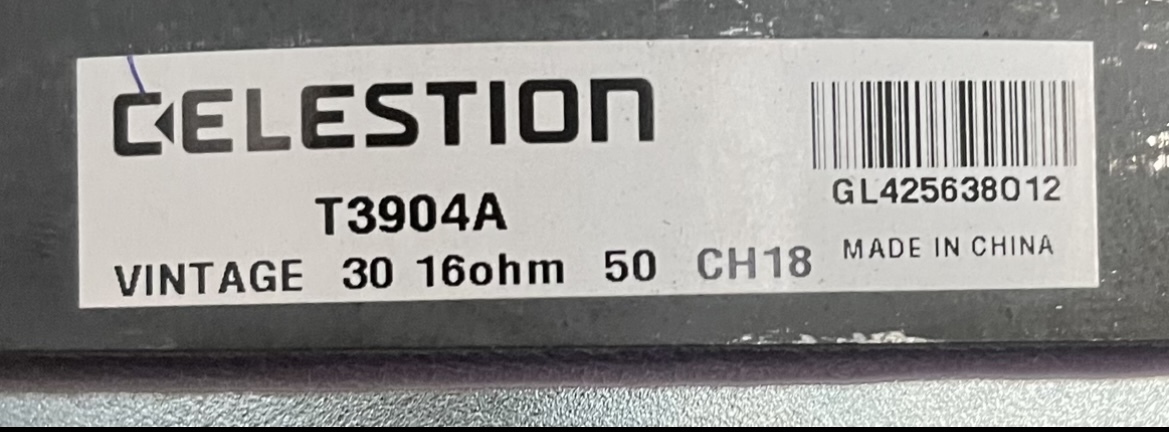 CELESTION
T3904A
VINTAGE 30 16ohm 50 CH18
GL425638012
MADE IN CHINA